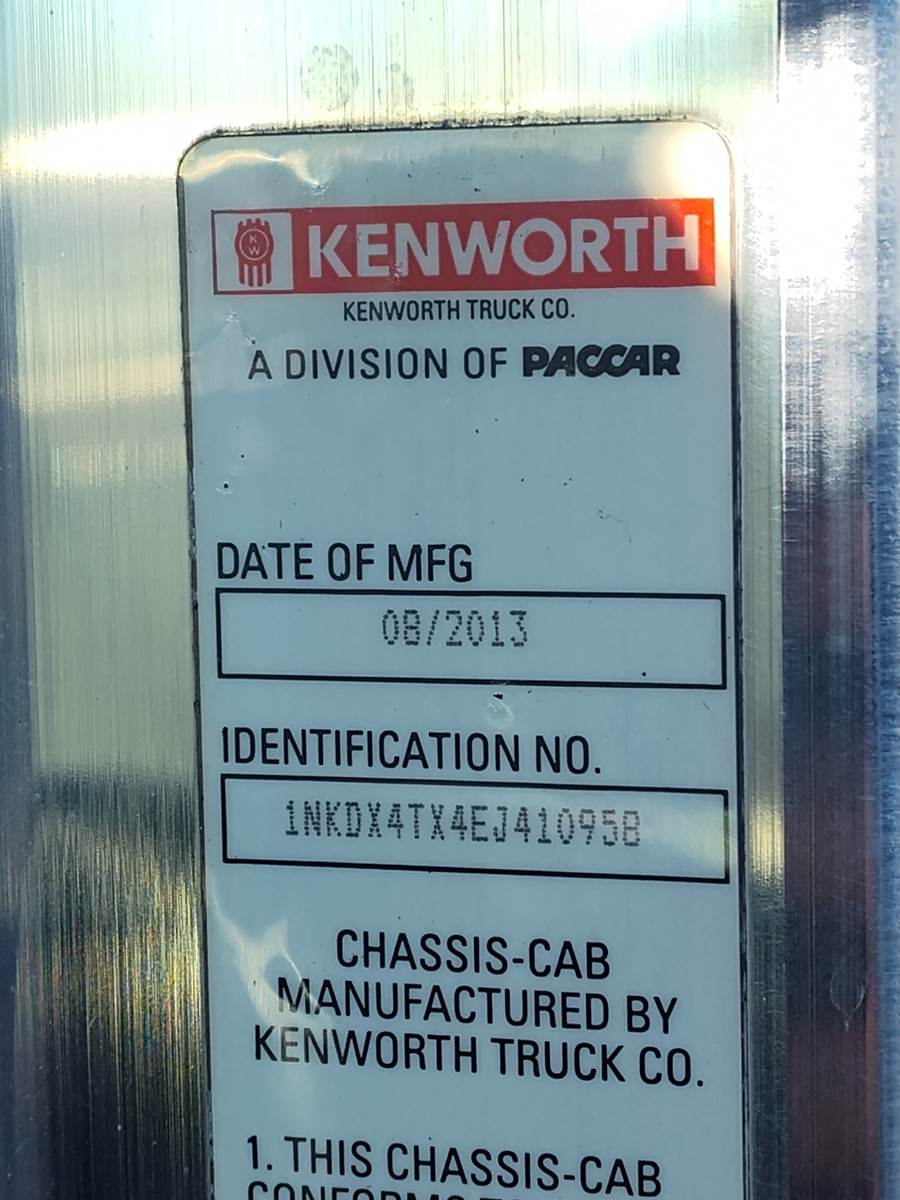 KW KENWORTH
KENWORTH TRUCK CO.
A DIVISION OF PACCAR
DATE OF MFG
08/2013
IDENTIFICATION NO.
1NKDX4TX4EJ410958
CHASSIS-CAB
MANUFACTURED BY
KENWORTH TRUCK CO.
1. THIS CHASSIS-CAB